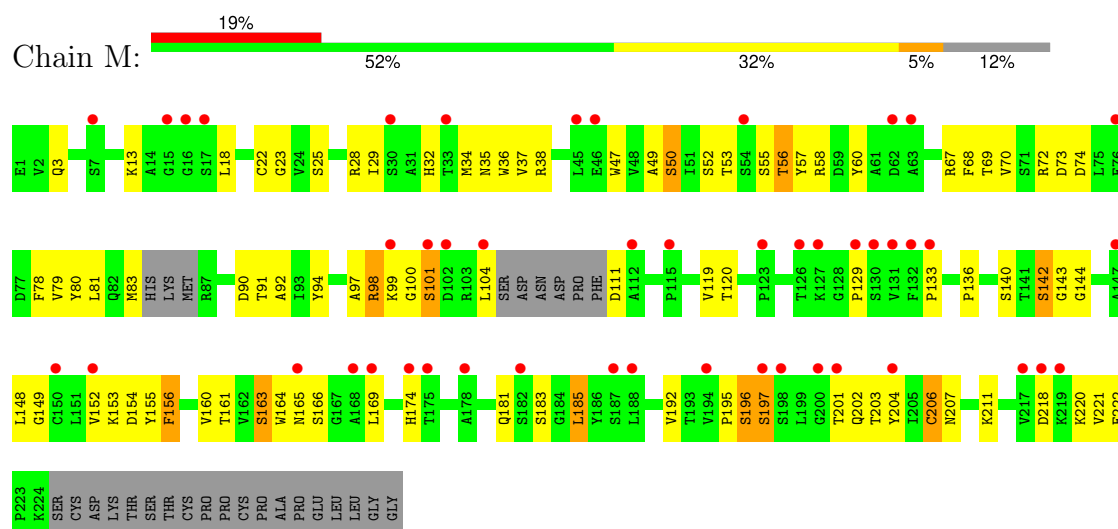 19%
Chain M:
52% 32% 5% 12%
E1 V2 Q3 S7 K13 A14 G15 G16 S17 L18 C22 G23 V24 S25 R28 I29 S30 A31 H32 T33 M34 N35 W36 V37 R38 L45 E46 W47 V48 A49 S50 I51 S52 T53 S54 S55 T56 Y57 R58 D59 Y60 A61 D62 A63 R67 F68 T69 V70 S71 R72 D73 D74 L75 E76
D77 F78 V79 Y80 L81 Q82 M83 HIS LYS MET R87 D90 T91 A92 I93 Y94 A97 R98 K99 G100 S101 D102 R103 L104 SER ASP ASN ASP PRO PHE D111 A112 P115 V119 T120 P123 T126 K127 G128 P129 S130 V131 F132 P133 P136 S140 T141 S142 G143 G144 A147
L148 G149 C150 L151 V152 K153 D154 Y155 F156 V160 T161 V162 S163 W164 N165 S166 G167 A168 L169 H174 T175 A178 Q181 S182 S183 G184 L185 Y186 S187 L188 V192 T193 V194 P195 S196 S197 S198 L199 G200 T201 Q202 T203 Y204 I205 C206 N207 K211 V217 D218 K219 K220 V221 E222
P223 K224 SER CYS ASP LYS THR SER THR CYS PRO PRO CYS PRO ALA PRO GLU LEU LEU GLY GLY